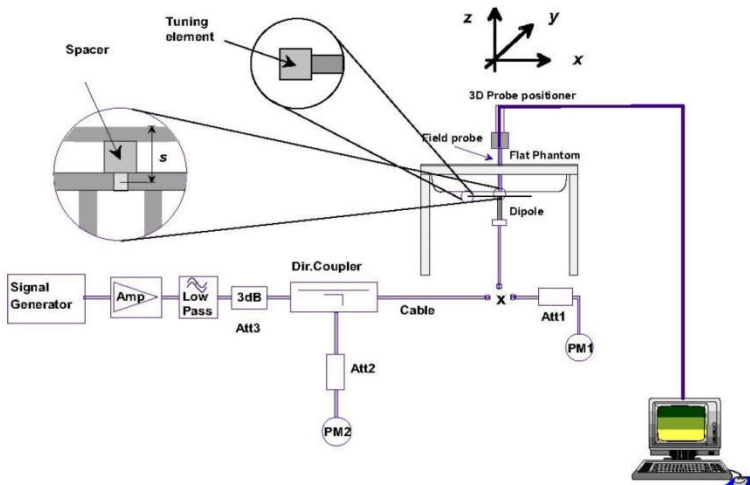 Tuning
element
Spacer
s
z
y
x
3D Probe positioner
Field probe
Flat Phantom
Dipole
Dir.Coupler
Signal
Generator
Amp
Low
Pass
3dB
Att3
Cable
x
Att1
PM1
Att2
PM2